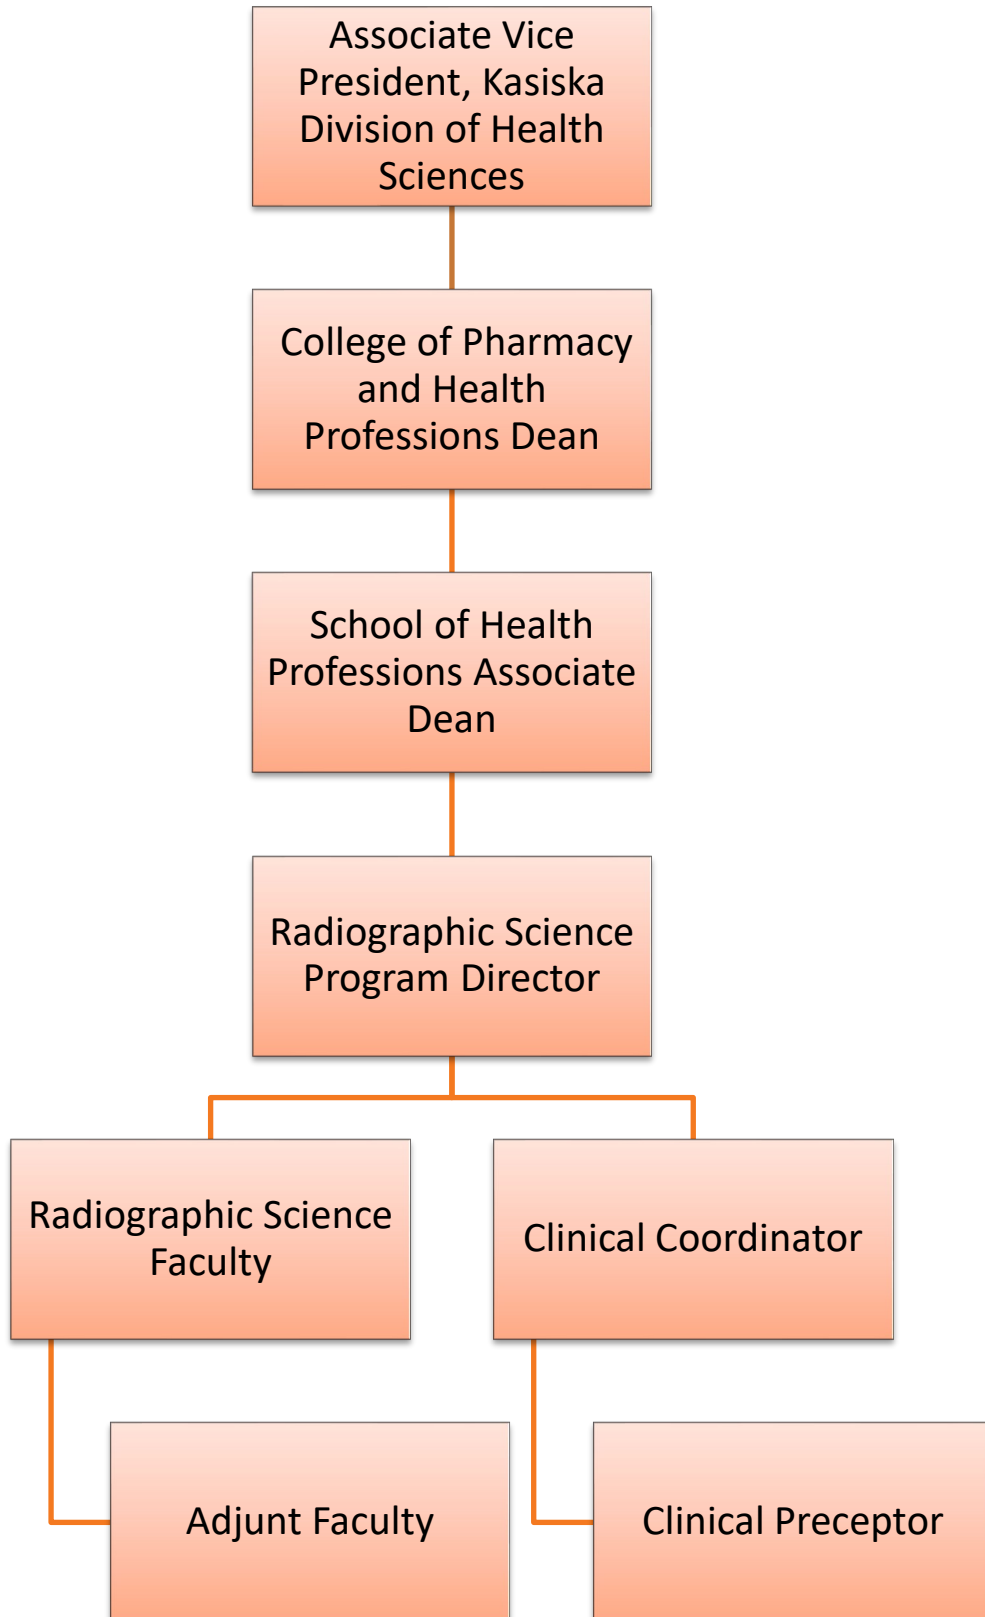 Associate Vice
President, Kasiska
Division of Health
Sciences
College of Pharmacy
and Health
Professions Dean
School of Health
Professions Associate
Dean
Radiographic Science
Program Director
Radiographic Science
Faculty
Clinical Coordinator
Adjunt Faculty
Clinical Preceptor